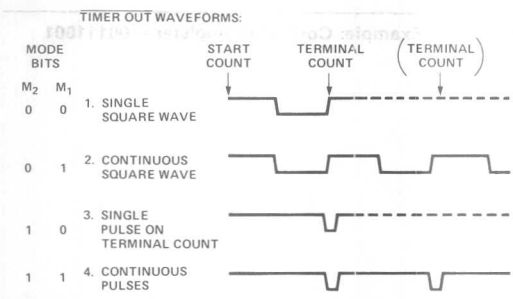 TIMER OUT WAVEFORMS:
MODE BITS
START COUNT
TERMINAL COUNT
(TERMINAL COUNT)
M2 M1
0 0 1. SINGLE SQUARE WAVE
0 1 2. CONTINUOUS SQUARE WAVE
1 0 3. SINGLE PULSE ON TERMINAL COUNT
1 1 4. CONTINUOUS PULSES